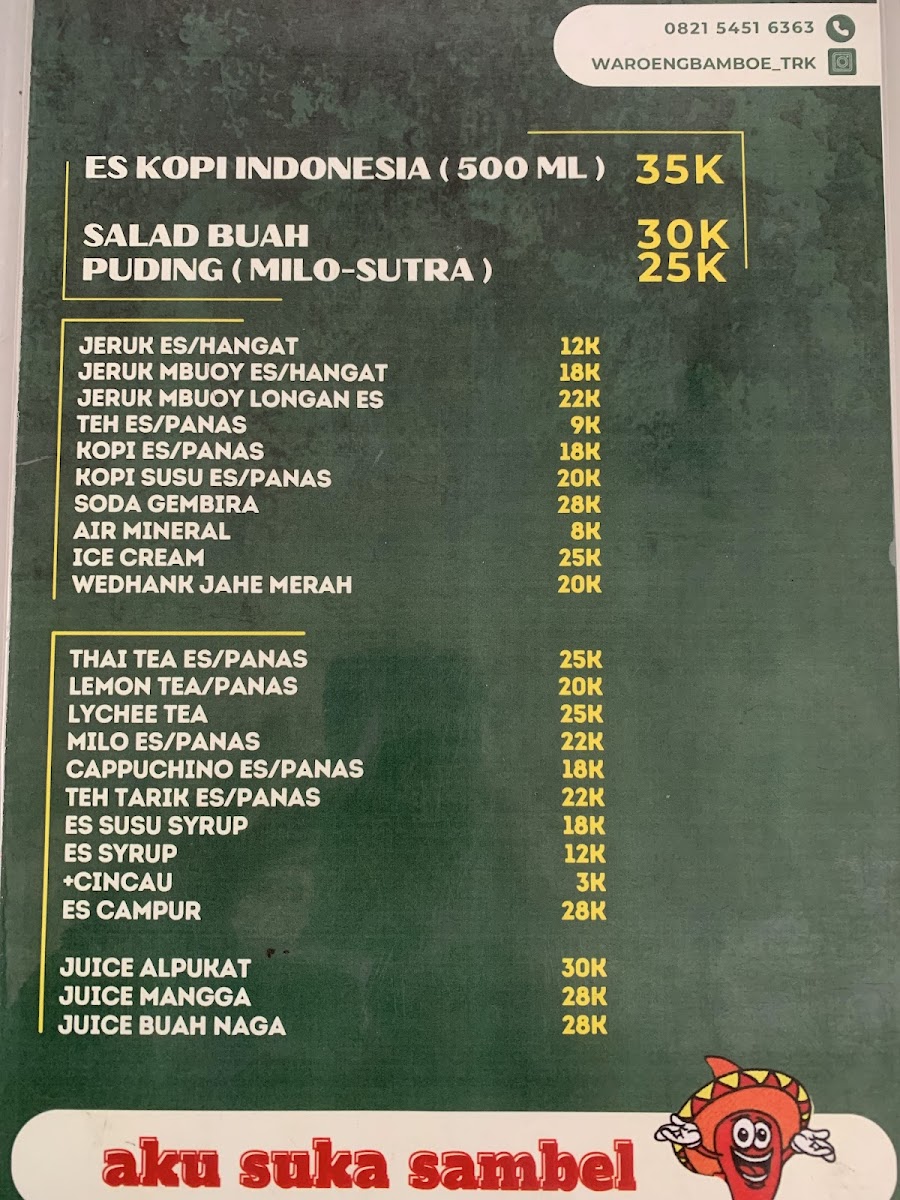 0821 5451 6363
WAROENGBAMBOE_TRK
ES KOPI INDONESIA ( 500 ML ) 35K
SALAD BUAH 30K
PUDING ( MILO-SUTRA ) 25K
JERUK ES/HANGAT 12K
JERUK MBUOY ES/HANGAT 18K
JERUK MBUOY LONGAN ES 22K
TEH ES/PANAS 9K
KOPI ES/PANAS 18K
KOPI SUSU ES/PANAS 20K
SODA GEMBIRA 28K
AIR MINERAL 8K
ICE CREAM 25K
WEDHANK JAHE MERAH 20K
THAI TEA ES/PANAS 25K
LEMON TEA/PANAS 20K
LYCHEE TEA 25K
MILO ES/PANAS 22K
CAPPUCHINO ES/PANAS 18K
TEH TARIK ES/PANAS 22K
ES SUSU SYRUP 18K
ES SYRUP 12K
+CINCAU 3K
ES CAMPUR 28K
JUICE ALPUKAT 30K
JUICE MANGGA 28K
JUICE BUAH NAGA 28K
aku suka sambel